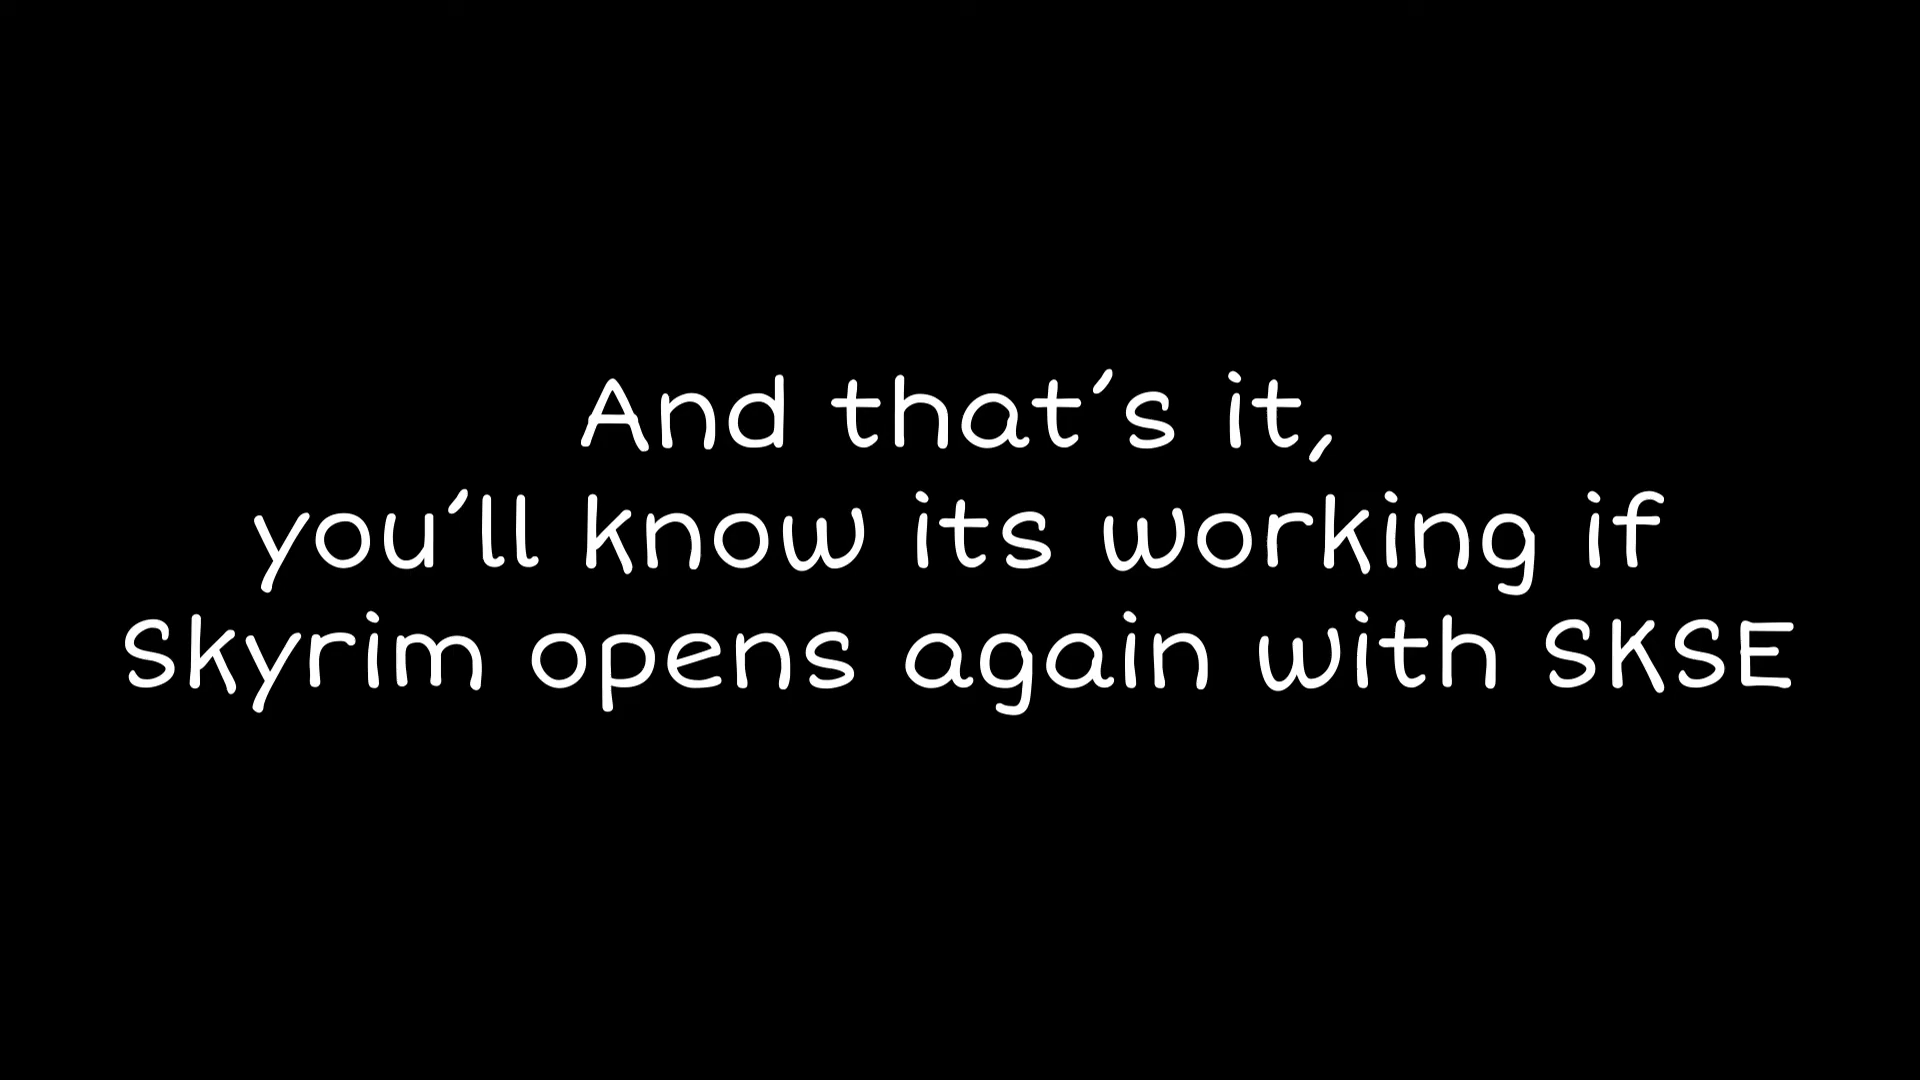 And that's it,
you'll know its working if
Skyrim opens again with SKSE